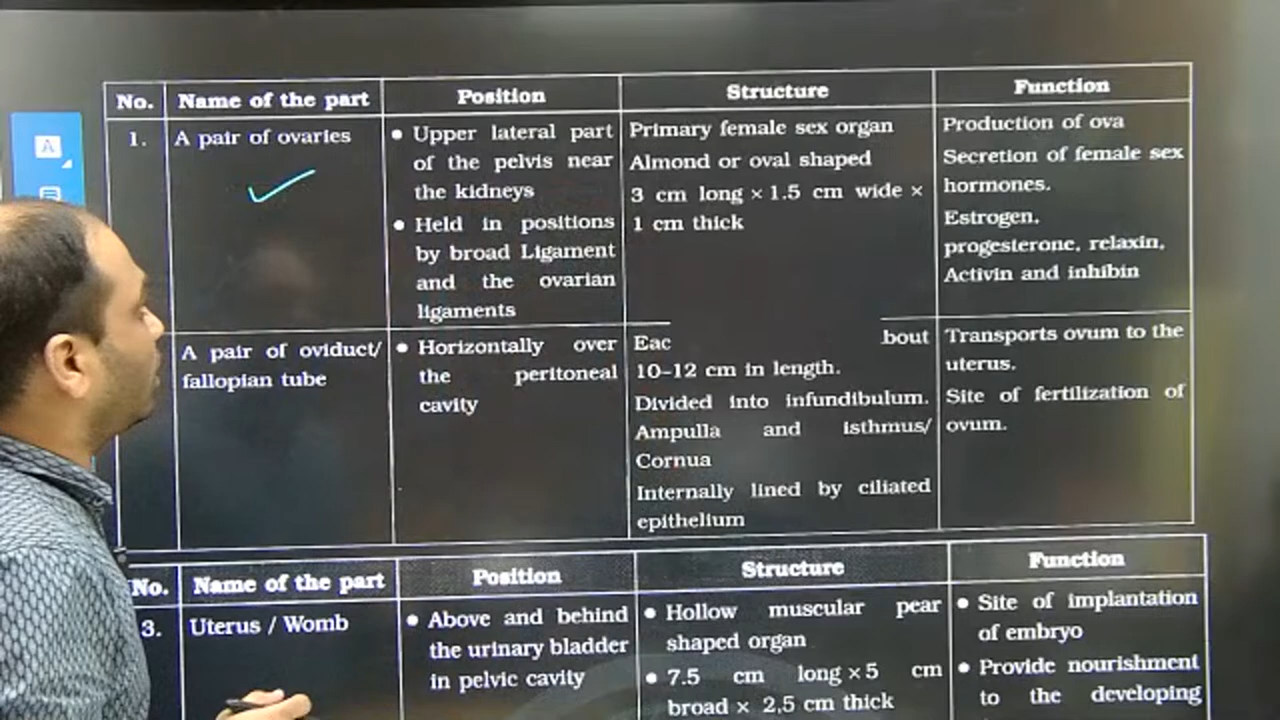 No. Name of the part Position Structure Function
1. A pair of ovaries
• Upper lateral part
of the pelvis near
the kidneys
• Held in positions
by broad Ligament
and the ovarian
ligaments
Primary female sex organ
Almond or oval shaped
3 cm long × 1.5 cm wide ×
1 cm thick
Production of ova
Secretion of female sex
hormones.
Estrogen,
progesterone, relaxin,
Activin and inhibin
A pair of oviduct/
fallopian tube
• Horizontally over
the peritoneal
cavity
10–12 cm in length.
Divided into infundibulum.
Ampulla and isthmus/
Cornua
Internally lined by ciliated
epithelium
Transports ovum to the
uterus.
Site of fertilization of
ovum.
No. Name of the part Position Structure Function
3. Uterus / Womb
• Above and behind
the urinary bladder
in pelvic cavity
• Hollow muscular pear
shaped organ
• 7.5 cm long × 5 cm
broad × 2.5 cm thick
• Site of implantation
of embryo
• Provide nourishment
to the developing
A